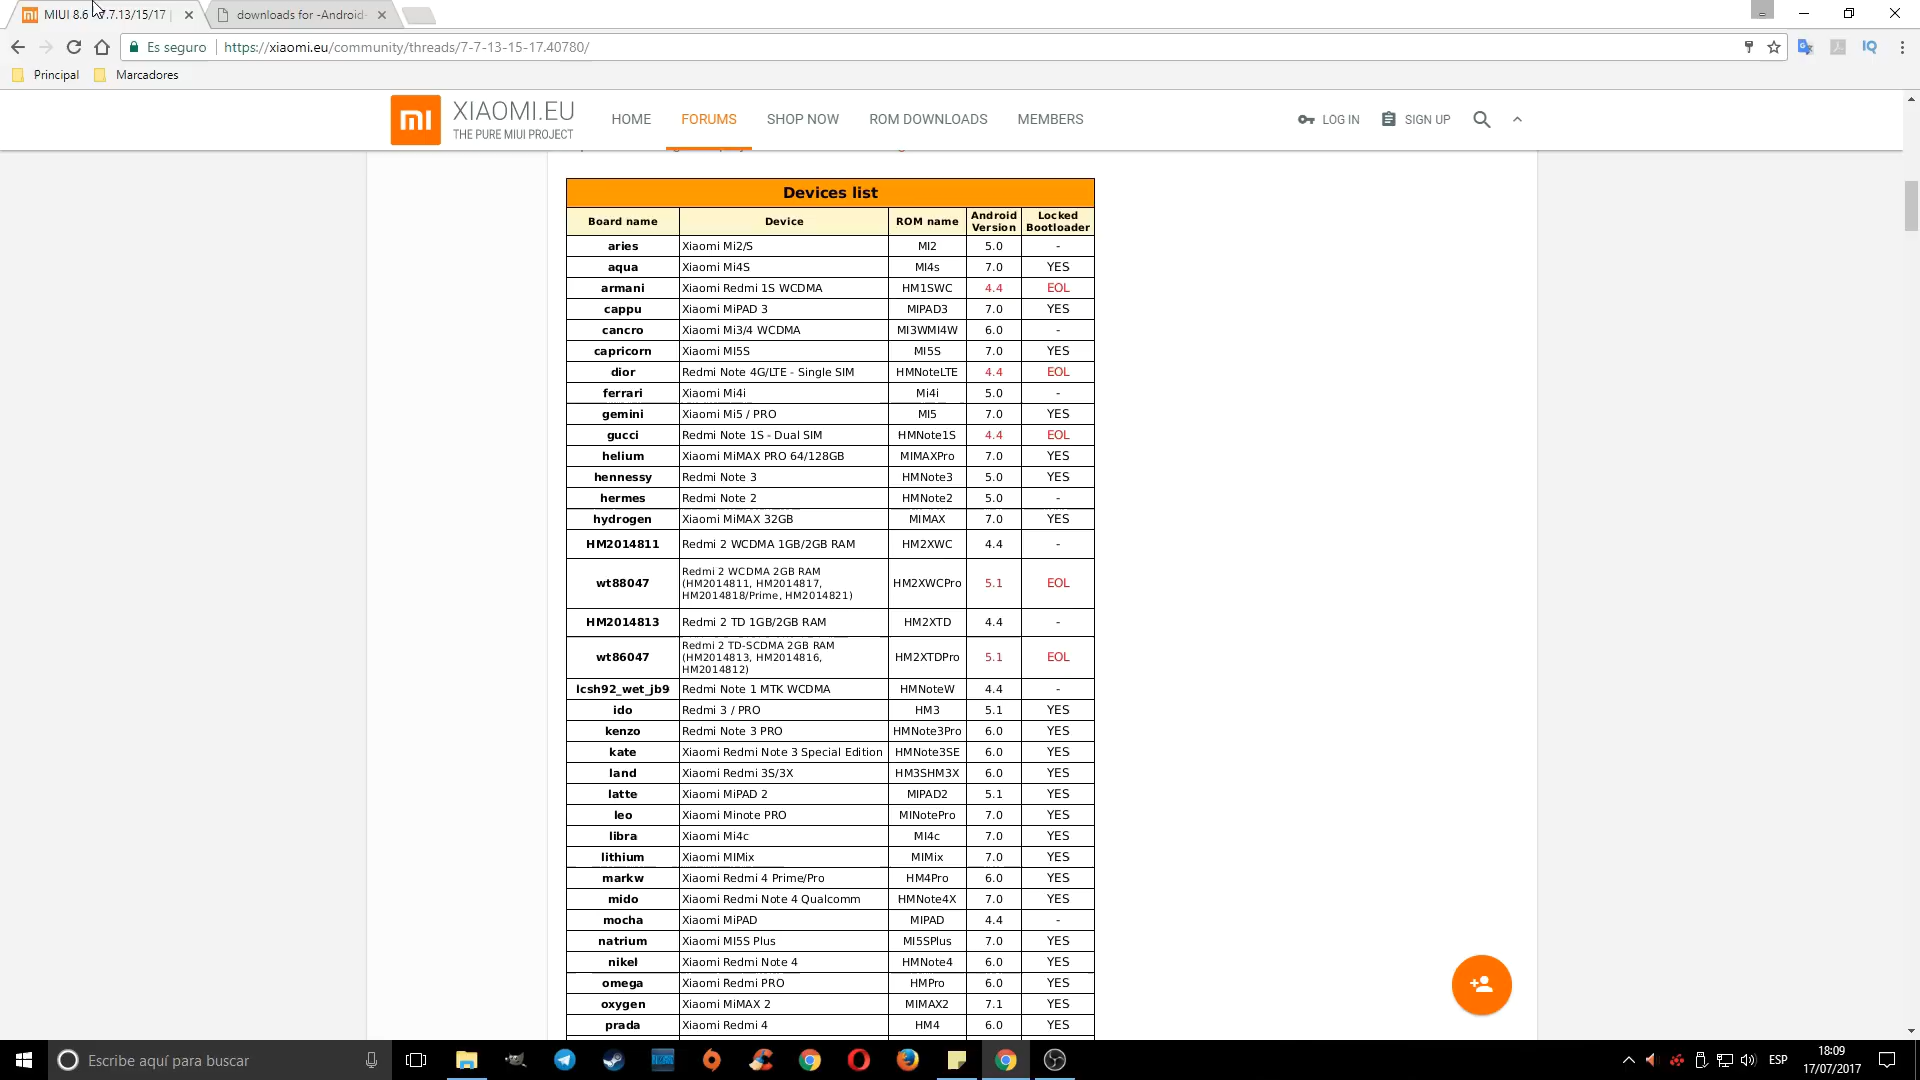 MIUI 8.6 7.7.13/15/17
downloads for -Android-
Es seguro https://xiaomi.eu/community/threads/7-7-13-15-17.40780/
Principal Marcadores
mi XIAOMI.EU
THE PURE MIUI PROJECT
HOME FORUMS SHOP NOW ROM DOWNLOADS MEMBERS LOG IN SIGN UP
Devices list
Board name Device ROM name Android Version Locked Bootloader
aries Xiaomi Mi2/S MI2 5.0 -
aqua Xiaomi Mi4S MI4s 7.0 YES
armani Xiaomi Redmi 1S WCDMA HM1SWC 4.4 EOL
cappu Xiaomi MiPAD 3 MIPAD3 7.0 YES
cancro Xiaomi Mi3/4 WCDMA MI3WMI4W 6.0 -
capricorn Xiaomi MI5S MI5S 7.0 YES
dior Redmi Note 4G/LTE - Single SIM HMNoteLTE 4.4 EOL
ferrari Xiaomi Mi4i Mi4i 5.0 -
gemini Xiaomi Mi5 / PRO MI5 7.0 YES
gucci Redmi Note 1S - Dual SIM HMNote1S 4.4 EOL
helium Xiaomi MiMAX PRO 64/128GB MIMAXPro 7.0 YES
hennessy Redmi Note 3 HMNote3 5.0 YES
hermes Redmi Note 2 HMNote2 5.0 -
hydrogen Xiaomi MiMAX 32GB MIMAX 7.0 YES
HM2014811 Redmi 2 WCDMA 1GB/2GB RAM HM2XWC 4.4 -
wt88047 Redmi 2 WCDMA 2GB RAM (HM2014811, HM2014817, HM2014818/Prime, HM2014821) HM2XWCPro 5.1 EOL
HM2014813 Redmi 2 TD 1GB/2GB RAM HM2XTD 4.4 -
wt86047 Redmi 2 TD-SCDMA 2GB RAM (HM2014813, HM2014816, HM2014812) HM2XTDPro 5.1 EOL
lcsh92_wet_jb9 Redmi Note 1 MTK WCDMA HMNoteW 4.4 -
ido Redmi 3 / PRO HM3 5.1 YES
kenzo Redmi Note 3 PRO HMNote3Pro 6.0 YES
kate Xiaomi Redmi Note 3 Special Edition HMNote3SE 6.0 YES
land Xiaomi Redmi 3S/3X HM3SHM3X 6.0 YES
latte Xiaomi MiPAD 2 MIPAD2 5.1 YES
leo Xiaomi Minote PRO MINotePro 7.0 YES
libra Xiaomi Mi4c MI4c 7.0 YES
lithium Xiaomi MIMix MIMix 7.0 YES
markw Xiaomi Redmi 4 Prime/Pro HM4Pro 6.0 YES
mido Xiaomi Redmi Note 4 Qualcomm HMNote4X 7.0 YES
mocha Xiaomi MiPAD MIPAD 4.4 -
natrium Xiaomi MI5S Plus MI5SPlus 7.0 YES
nikel Xiaomi Redmi Note 4 HMNote4 6.0 YES
omega Xiaomi Redmi PRO HMPro 6.0 YES
oxygen Xiaomi MiMAX 2 MIMAX2 7.1 YES
prada Xiaomi Redmi 4 HM4 6.0 YES
Escribe aquí para buscar
ESP
18:09
17/07/2017